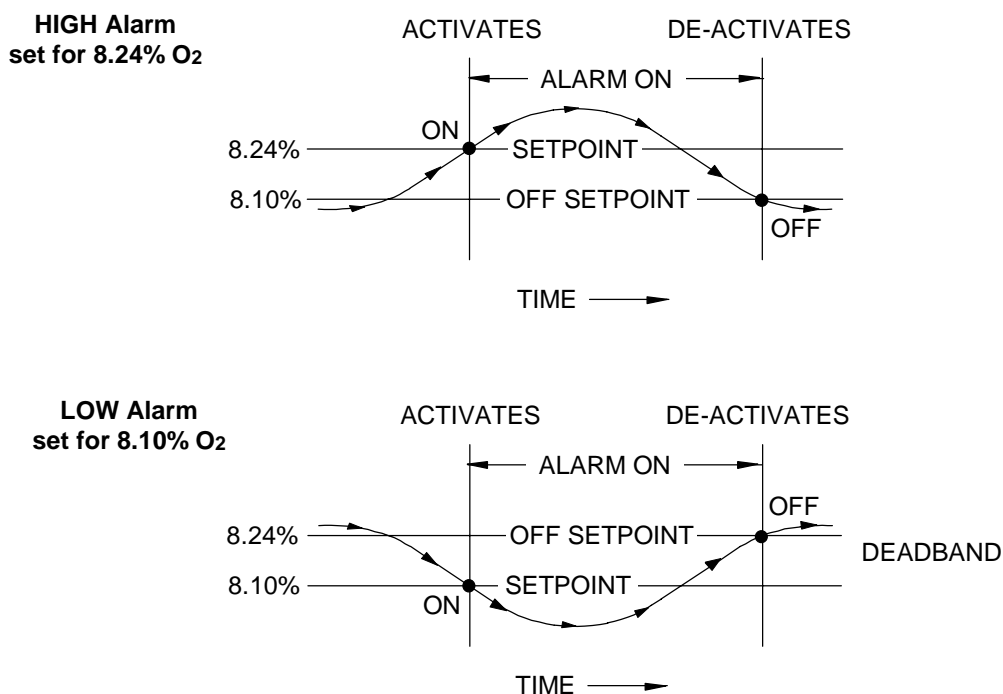 HIGH Alarm
set for 8.24% O2
ACTIVATES
DE-ACTIVATES
ALARM ON
ON
8.24%
SETPOINT
8.10%
OFF SETPOINT
OFF
TIME
LOW Alarm
set for 8.10% O2
ACTIVATES
DE-ACTIVATES
ALARM ON
OFF
8.24%
OFF SETPOINT
DEADBAND
8.10%
SETPOINT
ON
TIME